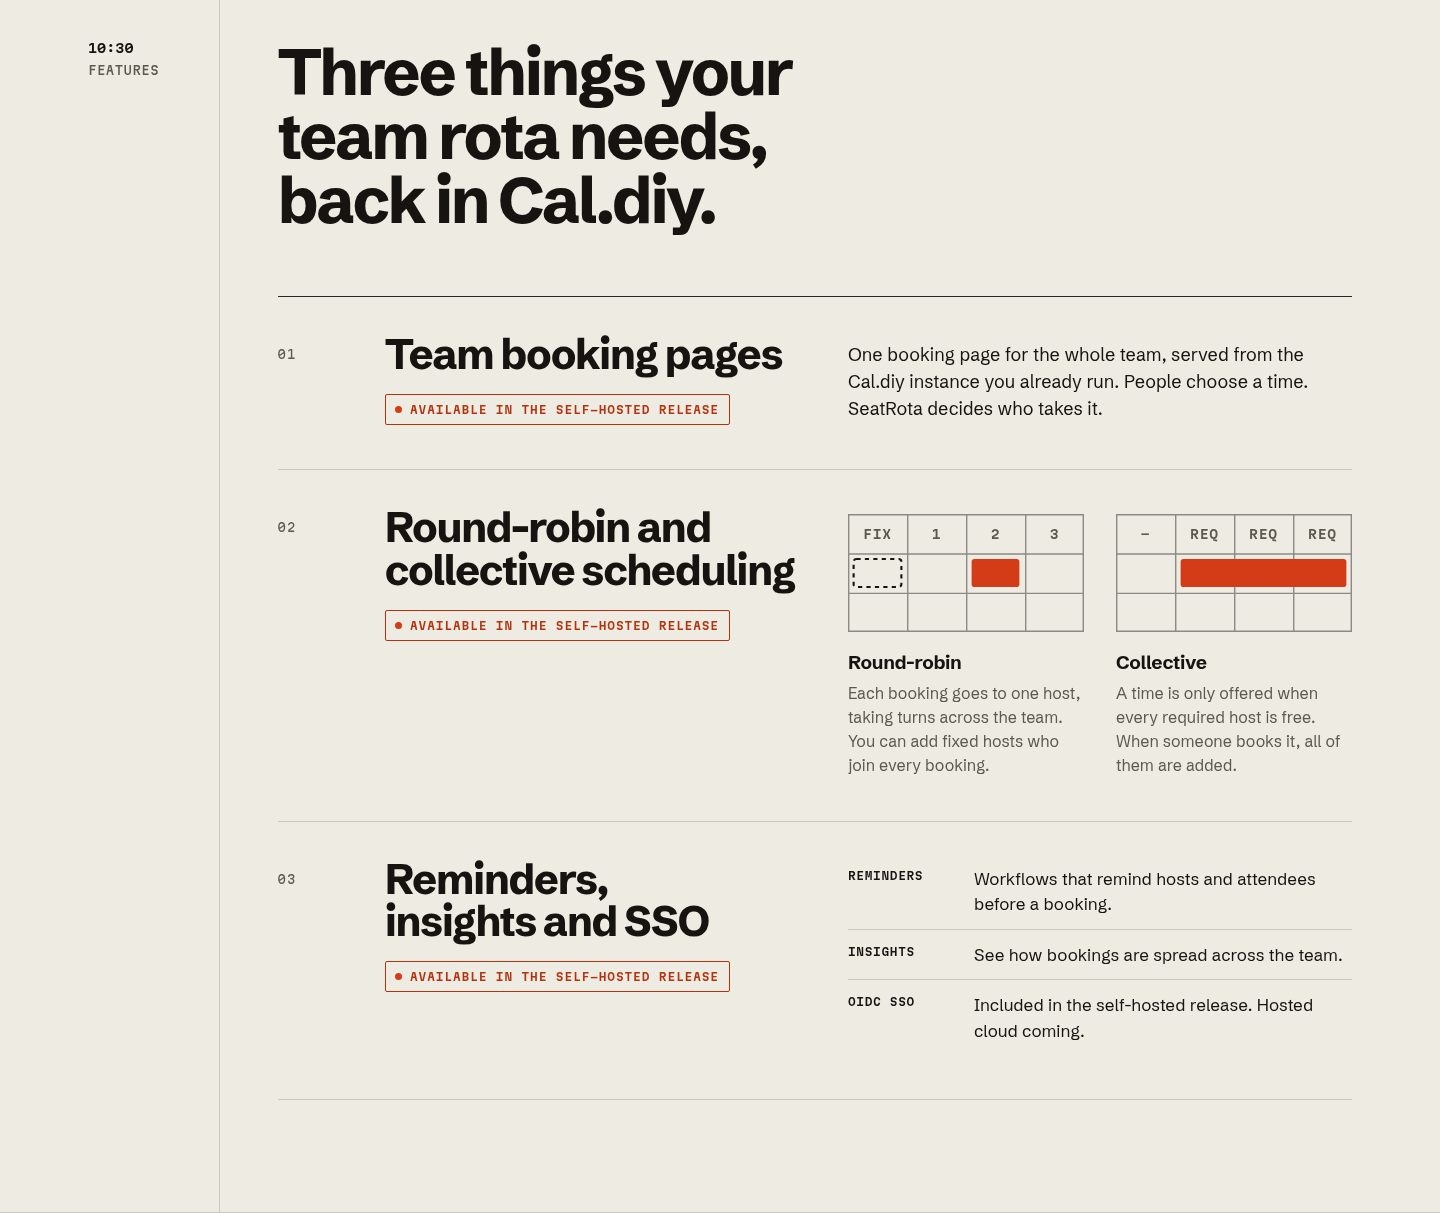 10:30
FEATURES
Three things your
team rota needs,
back in Cal.diy.
01
Team booking pages
AVAILABLE IN THE SELF-HOSTED RELEASE
One booking page for the whole team, served from the
Cal.diy instance you already run. People choose a time.
SeatRota decides who takes it.
02
Round-robin and
collective scheduling
AVAILABLE IN THE SELF-HOSTED RELEASE
FIX 1 2 3
Round-robin
Each booking goes to one host,
taking turns across the team.
You can add fixed hosts who
join every booking.
– REQ REQ REQ
Collective
A time is only offered when
every required host is free.
When someone books it, all of
them are added.
03
Reminders,
insights and SSO
AVAILABLE IN THE SELF-HOSTED RELEASE
REMINDERS
Workflows that remind hosts and attendees
before a booking.
INSIGHTS
See how bookings are spread across the team.
OIDC SSO
Included in the self-hosted release. Hosted
cloud coming.